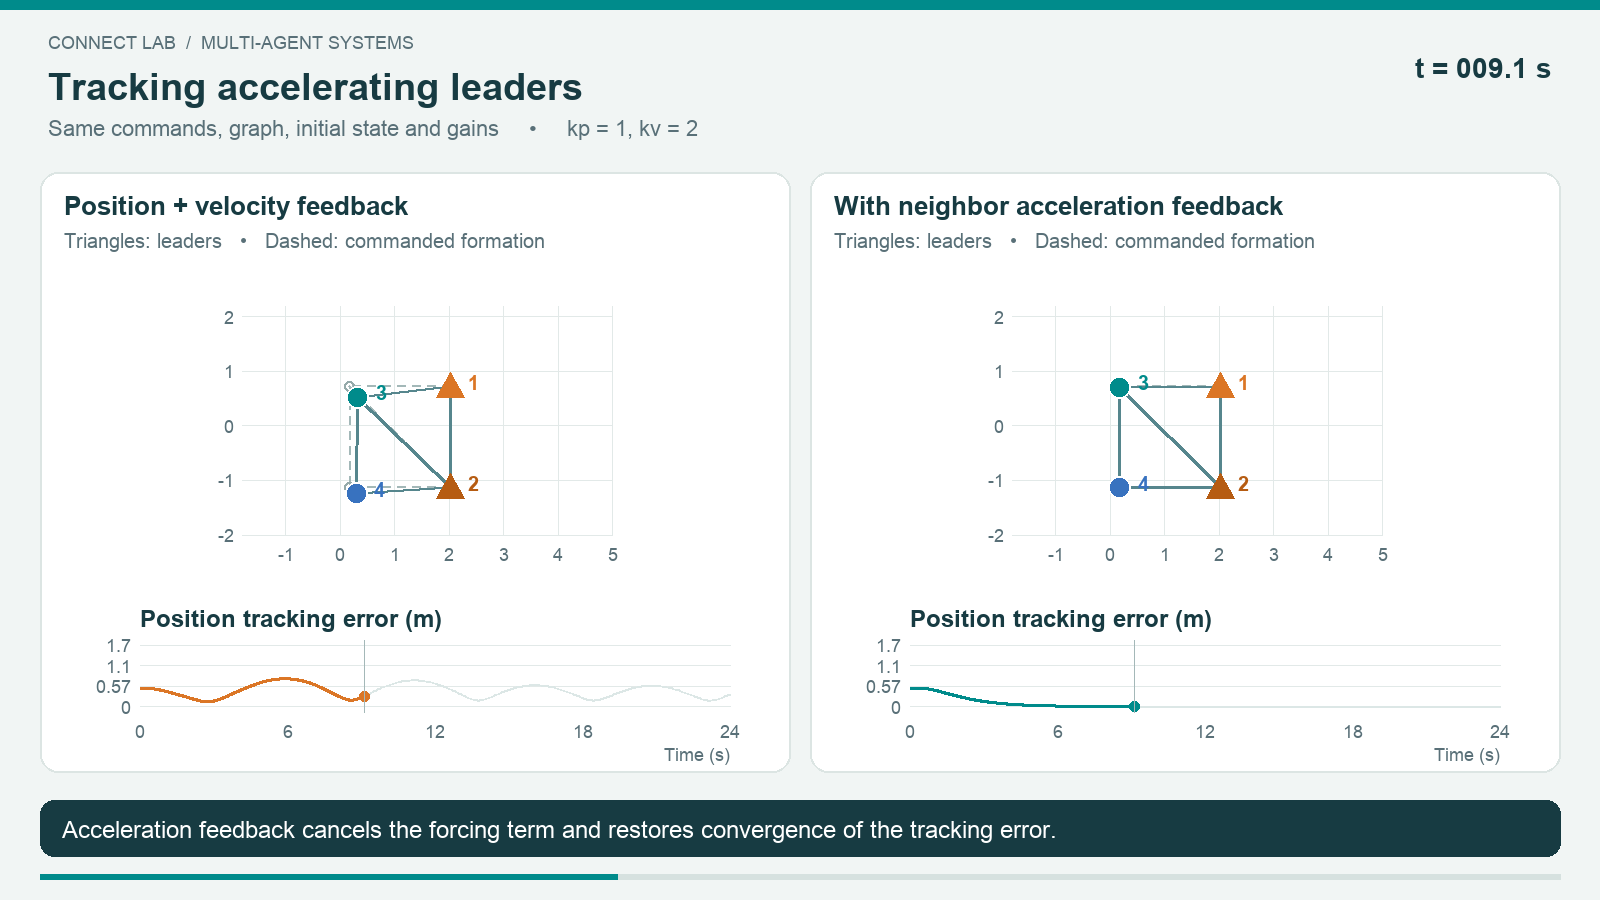 CONNECT LAB / MULTI-AGENT SYSTEMS
Tracking accelerating leaders
t = 009.1 s
Same commands, graph, initial state and gains • kp = 1, kv = 2
Position + velocity feedback
Triangles: leaders • Dashed: commanded formation
2
1
0
-1
-2
-1 0 1 2 3 4 5
3
1
4
2
Position tracking error (m)
1.7
1.1
0.57
0
0 6 12 18 24
Time (s)
With neighbor acceleration feedback
Triangles: leaders • Dashed: commanded formation
2
1
0
-1
-2
-1 0 1 2 3 4 5
3
1
4
2
Position tracking error (m)
1.7
1.1
0.57
0
0 6 12 18 24
Time (s)
Acceleration feedback cancels the forcing term and restores convergence of the tracking error.